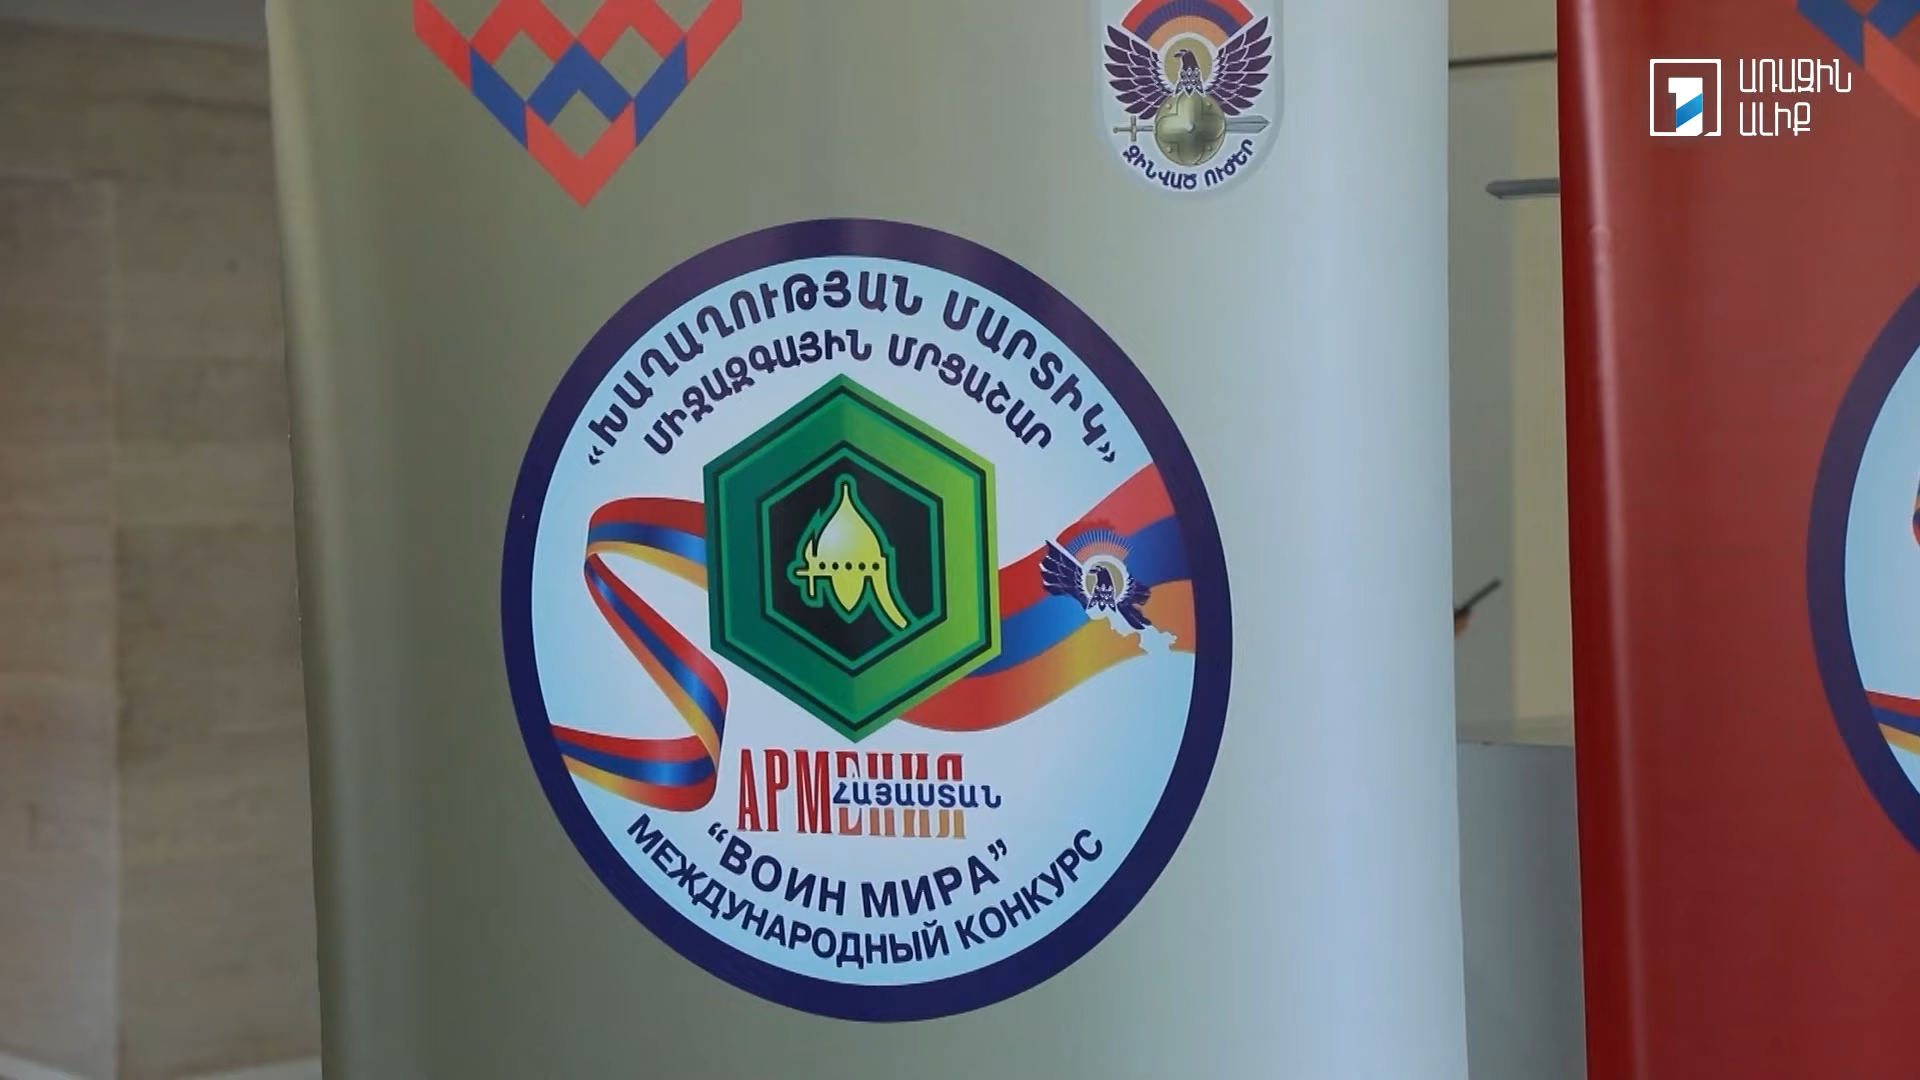 ԱՌԱՋԻՆ
ԱԼԻՔ
ԶԻՆՎԱԾ ՈՒԺԵՐ
«ԽԱՂԱՂՈՒԹՅԱՆ ՄԱՐՏԻԿ»
ՄԻՋԱԶԳԱՅԻՆ ՄՐՑԱՇԱՐ
АРМЕНИЯ
ՀԱՅԱՍՏԱՆ
“ВОИН МИРА”
МЕЖДУНАРОДНЫЙ КОНКУРС